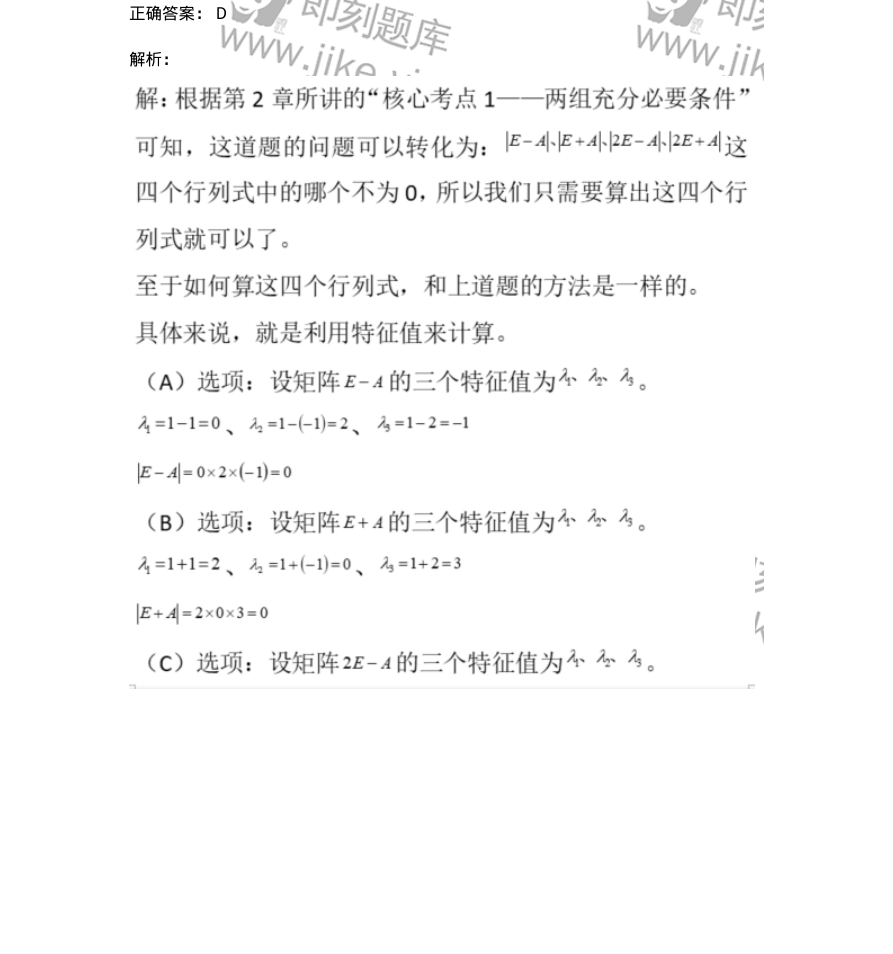 正确答案： D
即刻题库
www.jike
www.jik
解析：
解：根据第 2 章所讲的“核心考点 1——两组充分必要条件”
可知，这道题的问题可以转化为：|E−A|、|E+A|、|2E−A|、|2E+A|这
四个行列式中的哪个不为 0，所以我们只需要算出这四个行
列式就可以了。
至于如何算这四个行列式，和上道题的方法是一样的。
具体来说，就是利用特征值来计算。
（A）选项：设矩阵 E−A 的三个特征值为λ₁、λ₂、λ₃。
λ₁=1−1=0、λ₂=1−(−1)=2、λ₃=1−2=−1
|E−A|=0×2×(−1)=0
（B）选项：设矩阵 E+A 的三个特征值为λ₁、λ₂、λ₃。
λ₁=1+1=2、λ₂=1+(−1)=0、λ₃=1+2=3
|E+A|=2×0×3=0
（C）选项：设矩阵 2E−A 的三个特征值为λ₁、λ₂、λ₃。